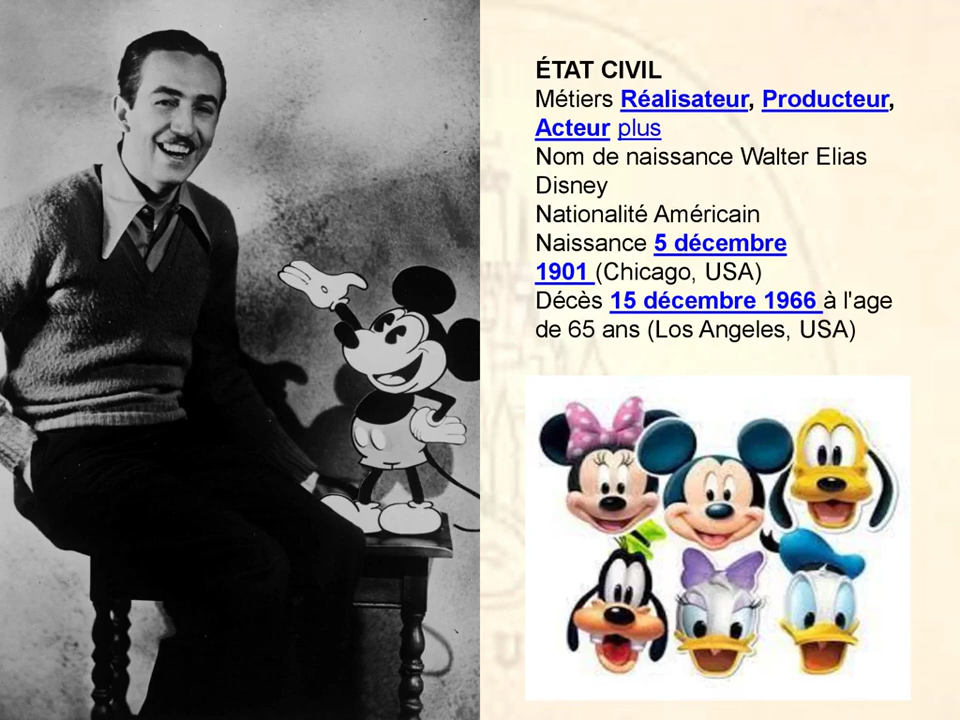 ÉTAT CIVIL
Métiers Réalisateur, Producteur,
Acteur plus
Nom de naissance Walter Elias
Disney
Nationalité Américain
Naissance 5 décembre
1901 (Chicago, USA)
Décès 15 décembre 1966 à l'age
de 65 ans (Los Angeles, USA)